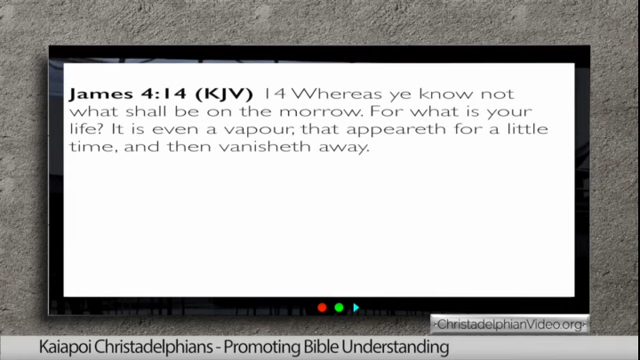 James 4:14 (KJV) 14 Whereas ye know not
what shall be on the morrow. For what is your
life? It is even a vapour, that appeareth for a little
time, and then vanisheth away.
ChristadelphianVideo.org
Kaiapoi Christadelphians - Promoting Bible Understanding